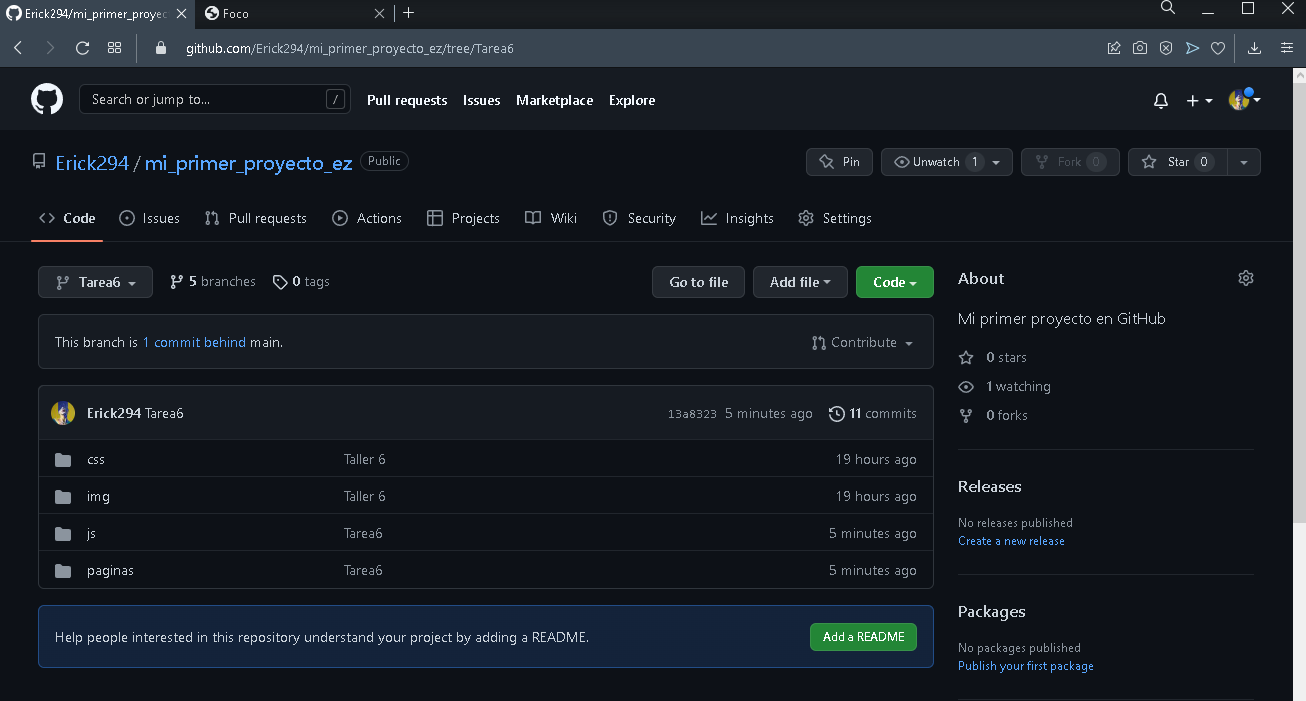 Erick294/mi_primer_proyec
Foco
github.com/Erick294/mi_primer_proyecto_ez/tree/Tarea6
Search or jump to... / Pull requests Issues Marketplace Explore
Erick294 / mi_primer_proyecto_ez Public Pin Unwatch 1 Fork 0 Star 0
Code Issues Pull requests Actions Projects Wiki Security Insights Settings
Tarea6 5 branches 0 tags Go to file Add file Code
This branch is 1 commit behind main. Contribute
Erick294 Tarea6 13a8323 5 minutes ago 11 commits
css Taller 6 19 hours ago
img Taller 6 19 hours ago
js Tarea6 5 minutes ago
paginas Tarea6 5 minutes ago
Help people interested in this repository understand your project by adding a README. Add a README
About
Mi primer proyecto en GitHub
0 stars
1 watching
0 forks
Releases
No releases published
Create a new release
Packages
No packages published
Publish your first package